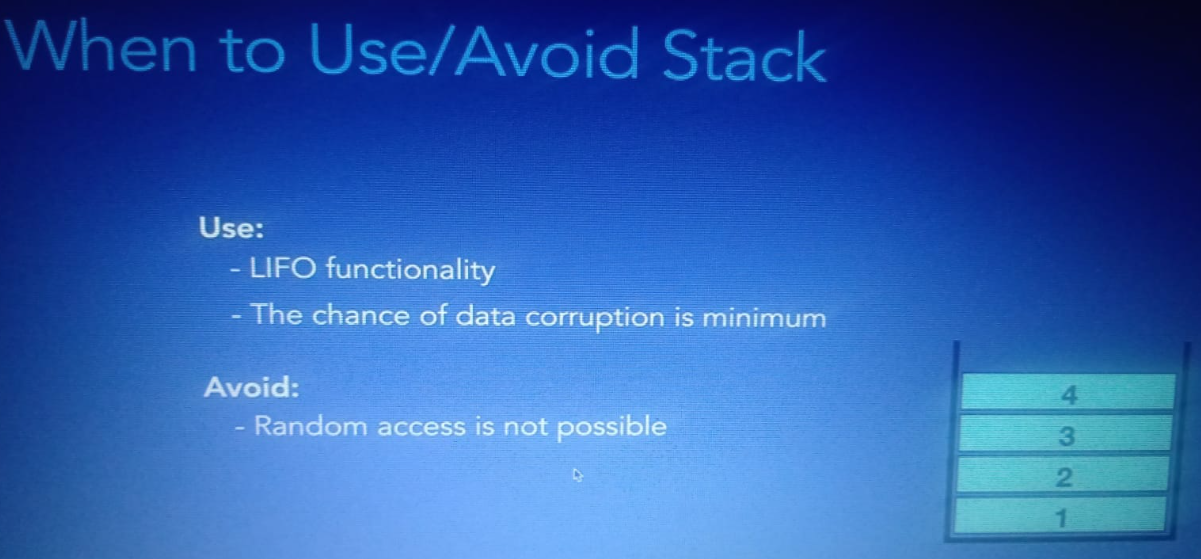 When to Use/Avoid Stack
Use:
- LIFO functionality
- The chance of data corruption is minimum
Avoid:
- Random access is not possible
4
3
2
1